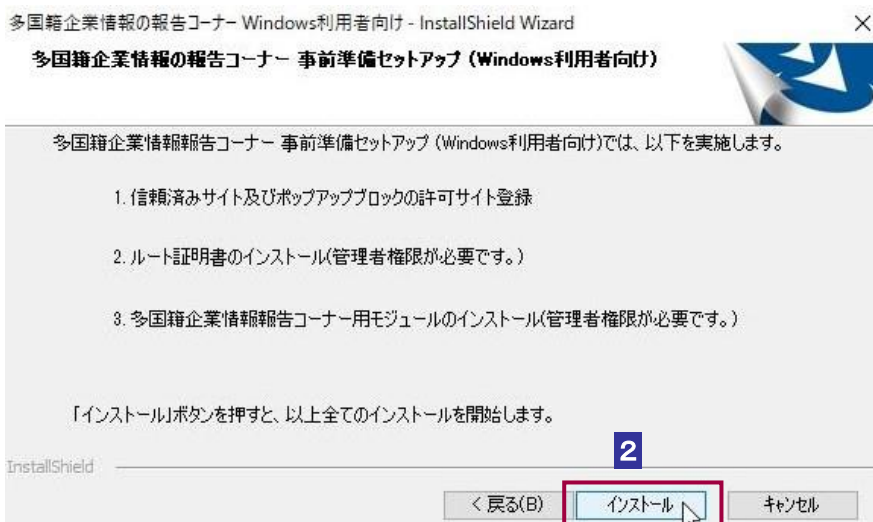 多国籍企業情報の報告コーナー Windows利用者向け - InstallShield Wizard
多国籍企業情報の報告コーナー 事前準備セットアップ (Windows利用者向け)
多国籍企業情報報告コーナー 事前準備セットアップ (Windows利用者向け)では、以下を実施します。
1. 信頼済みサイト及びポップアップブロックの許可サイト登録
2. ルート証明書のインストール(管理者権限が必要です。)
3. 多国籍企業情報報告コーナー用モジュールのインストール(管理者権限が必要です。)
「インストール」ボタンを押すと、以上全てのインストールを開始します。
2
InstallShield
< 戻る(B) インストール キャンセル